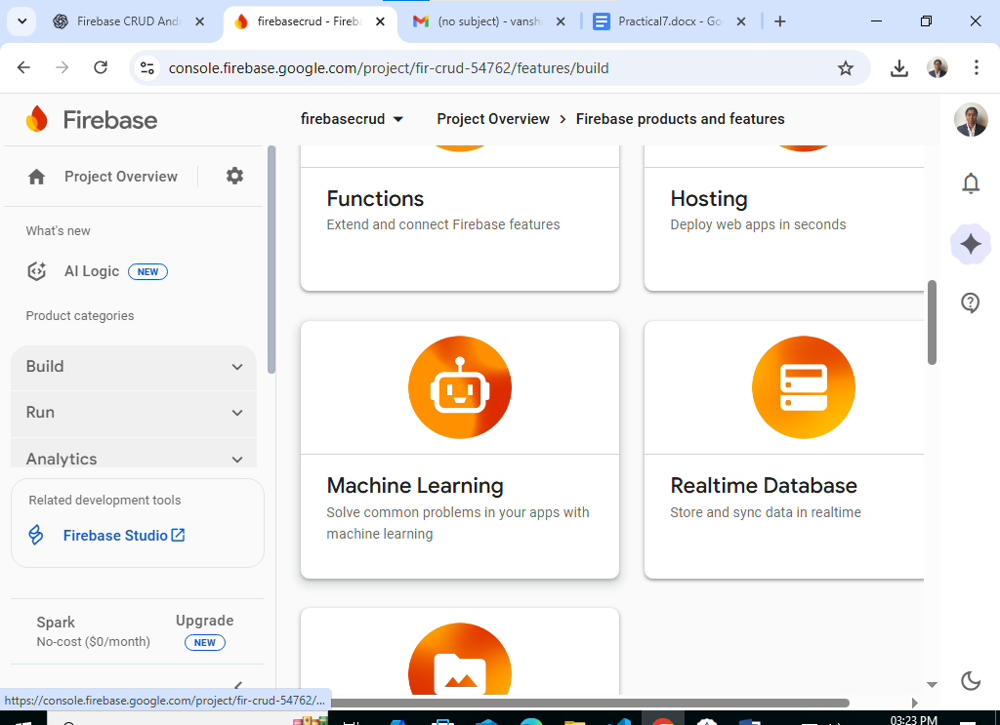 Firebase CRUD Andr
firebasecrud - Fireba
(no subject) - vanshi
Practical7.docx - Go
console.firebase.google.com/project/fir-crud-54762/features/build
Firebase
firebasecrud
Project Overview
Firebase products and features
Project Overview
What's new
AI Logic
NEW
Product categories
Build
Run
Analytics
Related development tools
Firebase Studio
Spark
No-cost ($0/month)
Upgrade
NEW
Functions
Extend and connect Firebase features
Hosting
Deploy web apps in seconds
Machine Learning
Solve common problems in your apps with
machine learning
Realtime Database
Store and sync data in realtime
https://console.firebase.google.com/project/fir-crud-54762/...
03:23 PM